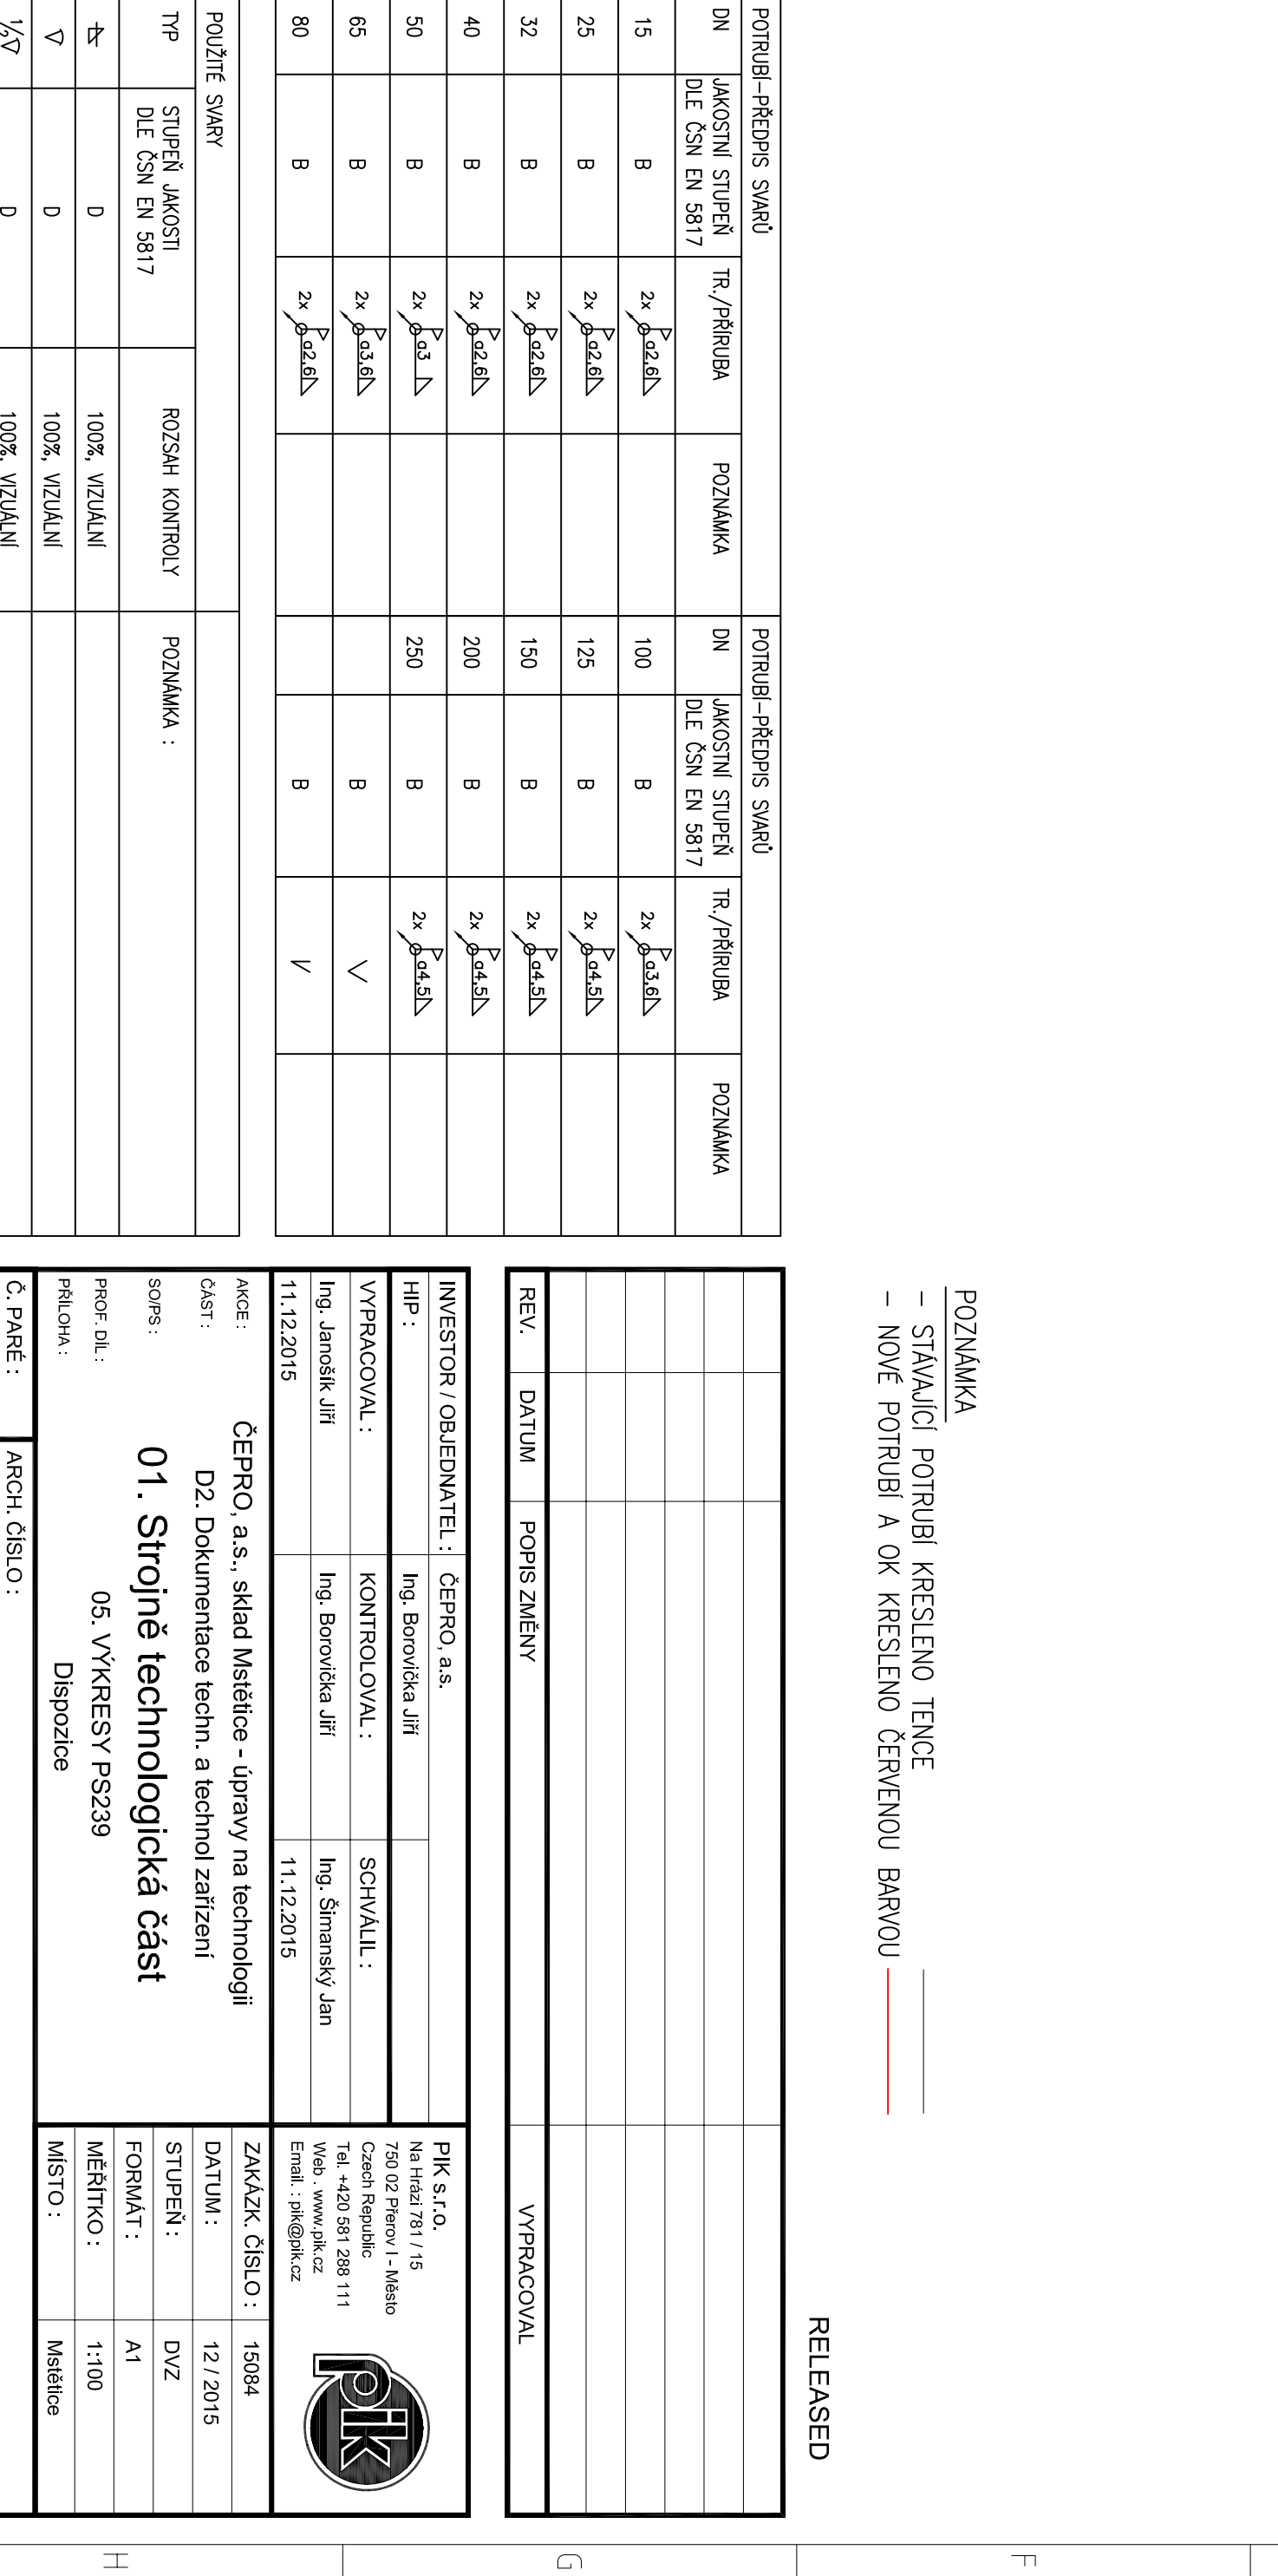 POZNÁMKA
– STÁVAJÍCÍ POTRUBÍ KRESLENO TENCE
– NOVÉ POTRUBÍ A OK KRESLENO ČERVENOU BARVOU
RELEASED
POTRUBÍ–PŘEDPIS SVARŮ POTRUBÍ–PŘEDPIS SVARŮ
DN JAKOSTNÍ STUPEŇ TR./PŘÍRUBA POZNÁMKA DN JAKOSTNÍ STUPEŇ TR./PŘÍRUBA POZNÁMKA
DLE ČSN EN 5817 DLE ČSN EN 5817
15 B 2x a2,6 100 B 2x a3,6
25 B 2x a2,6 125 B 2x a4,5
32 B 2x a2,6 150 B 2x a4,5
40 B 2x a2,6 200 B 2x a4,5
50 B 2x a3 250 B 2x a4,5
65 B 2x a3,6 B
80 B 2x a2,6 B
POUŽITÉ SVARY
TYP STUPEŇ JAKOSTI ROZSAH KONTROLY POZNÁMKA :
DLE ČSN EN 5817
D 100%, VIZUÁLNÍ
D 100%, VIZUÁLNÍ
1/2 D 100%, VIZUÁLNÍ
REV. DATUM POPIS ZMĚNY VYPRACOVAL
INVESTOR / OBJEDNATEL : ČEPRO, a.s.
HIP : Ing. Borovička Jiří
VYPRACOVAL : KONTROLOVAL : SCHVÁLIL :
Ing. Janošík Jiří Ing. Borovička Jiří Ing. Šimanský Jan
11.12.2015 11.12.2015
PIK s.r.o.
Na Hrázi 781 / 15
750 02 Přerov I - Město
Czech Republic
Tel. +420 581 288 111
Web . www.pik.cz
Email. : pik@pik.cz
pik
AKCE : ČEPRO, a.s., sklad Mstětice - úpravy na technologii
ČÁST : D2. Dokumentace techn. a technol zařízení
SO/PS : 01. Strojně technologická část
PROF. DÍL : 05. VÝKRESY PS239
PŘÍLOHA : Dispozice
ZAKÁZK. ČÍSLO : 15084
DATUM : 12 / 2015
STUPEŇ : DVZ
FORMÁT : A1
MĚŘÍTKO : 1:100
MÍSTO : Mstětice
Č. PARÉ : ARCH. ČÍSLO :
F
G
H